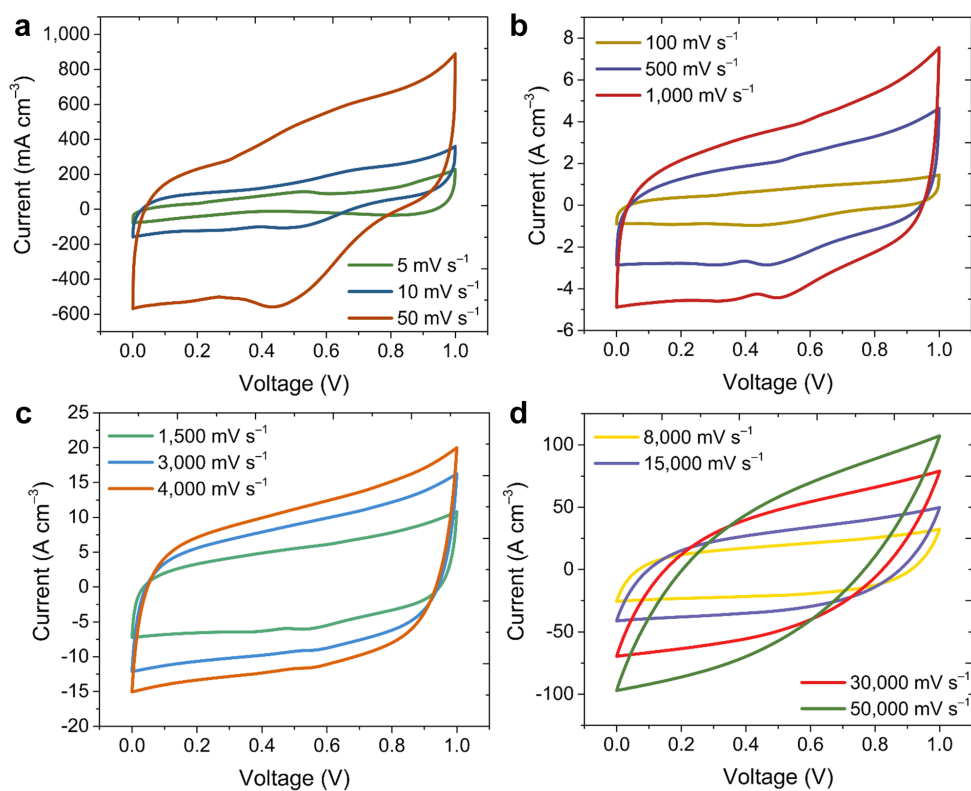 a
1,000
800
600
400
200
0
-200
-400
-600
Current (mA cm⁻³)
5 mV s⁻¹
10 mV s⁻¹
50 mV s⁻¹
0.0 0.2 0.4 0.6 0.8 1.0
Voltage (V)
b
8
6
4
2
0
-2
-4
-6
Current (A cm⁻³)
100 mV s⁻¹
500 mV s⁻¹
1,000 mV s⁻¹
0.0 0.2 0.4 0.6 0.8 1.0
Voltage (V)
c
25
20
15
10
5
0
-5
-10
-15
-20
Current (A cm⁻³)
1,500 mV s⁻¹
3,000 mV s⁻¹
4,000 mV s⁻¹
0.0 0.2 0.4 0.6 0.8 1.0
Voltage (V)
d
100
50
0
-50
-100
Current (A cm⁻³)
8,000 mV s⁻¹
15,000 mV s⁻¹
30,000 mV s⁻¹
50,000 mV s⁻¹
0.0 0.2 0.4 0.6 0.8 1.0
Voltage (V)